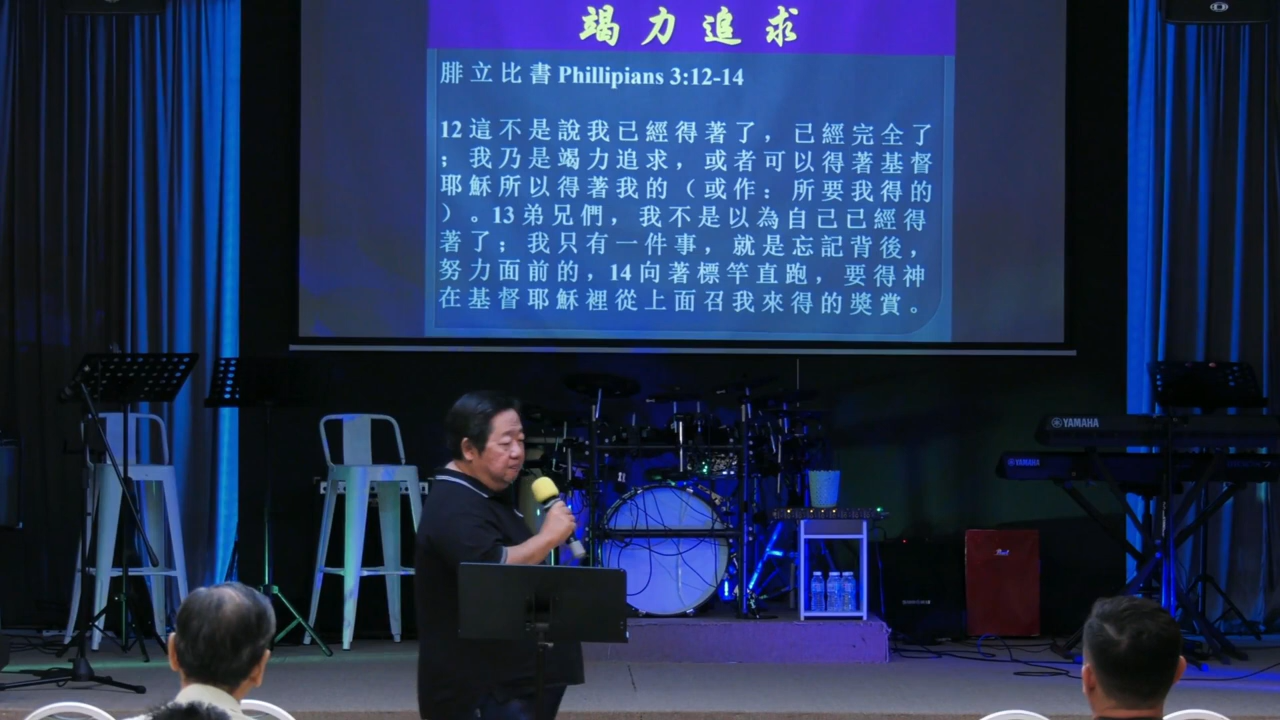 竭力追求
腓立比書 Phillipians 3:12-14
12 這不是說我已經得著了，已經完全了
；我乃是竭力追求，或者可以得著基督
耶穌所以得著我的（或作：所要我得的
）。13 弟兄們，我不是以為自己已經得
著了；我只有一件事，就是忘記背後，
努力面前的，14 向著標竿直跑，要得神
在基督耶穌裡從上面召我來得的獎賞。
YAMAHA
YAMAHA